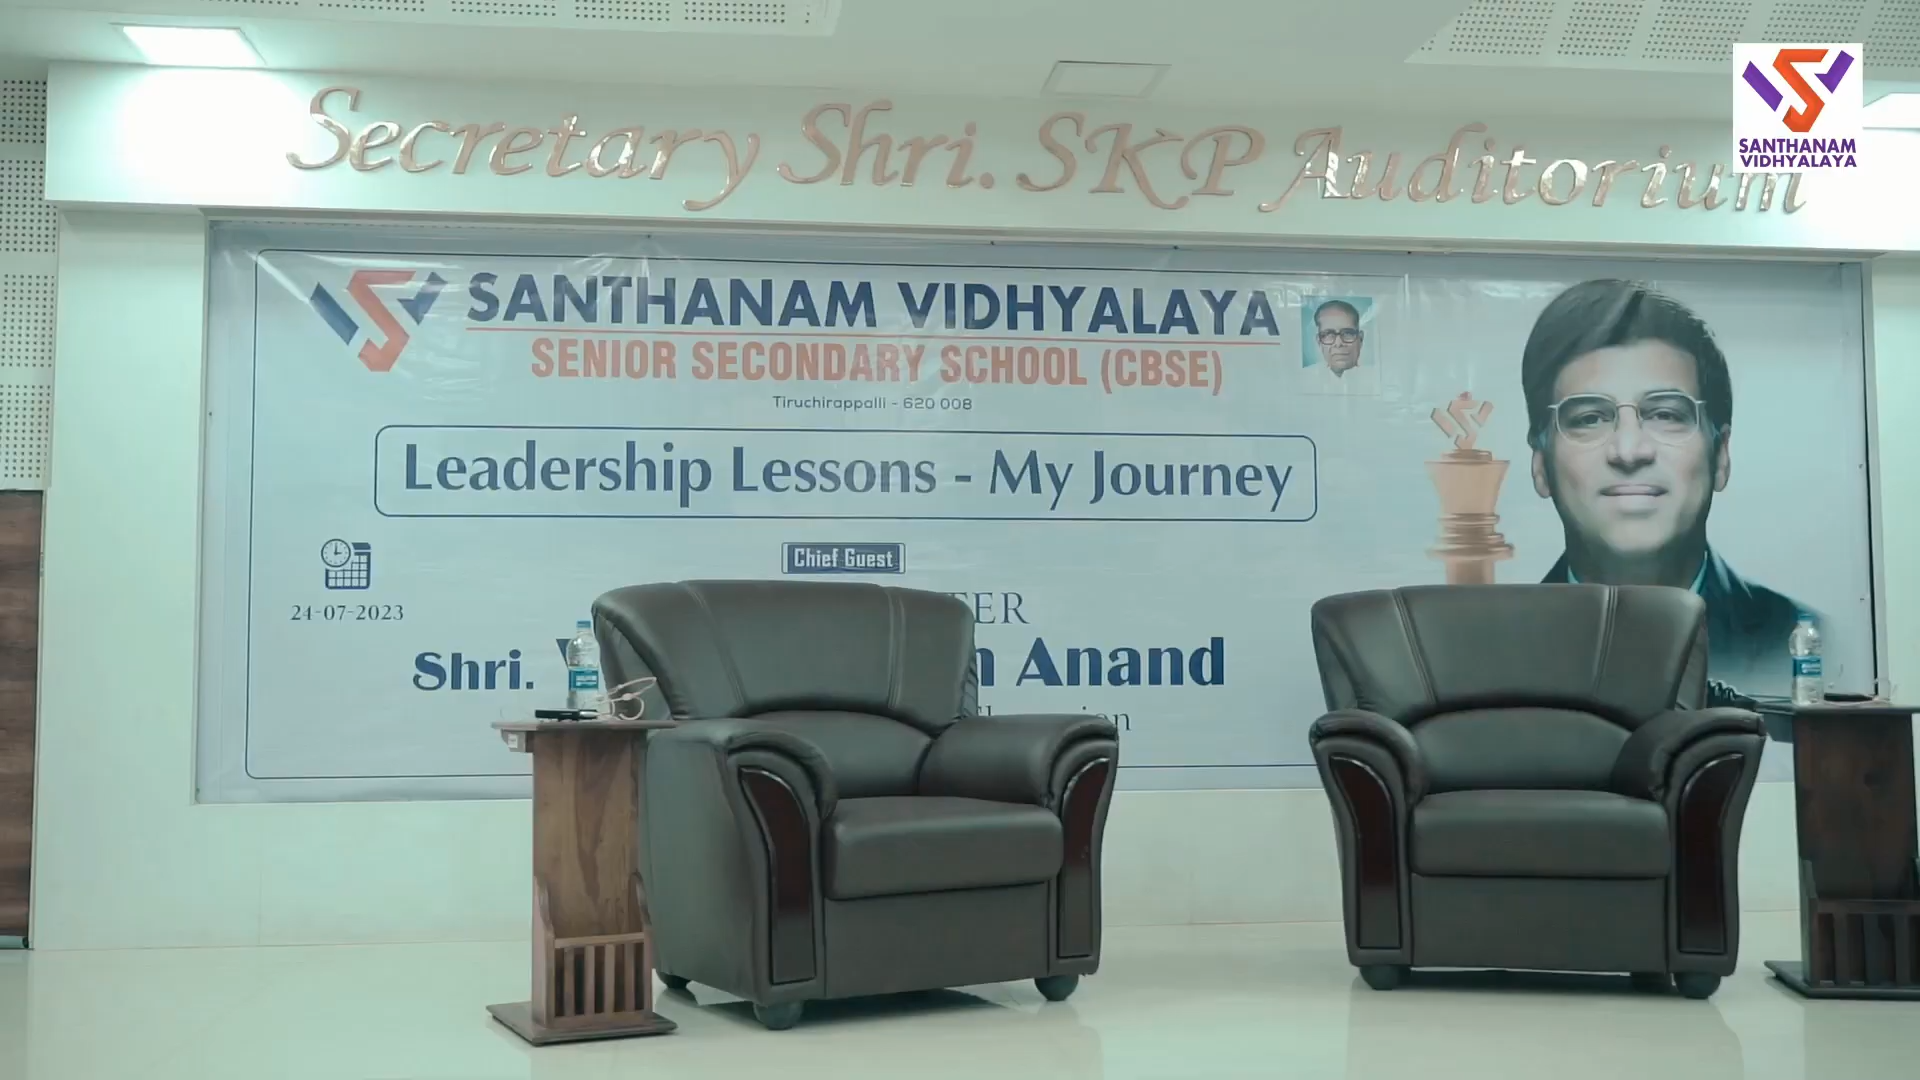 Secretary Shri. SKP Auditorium
SANTHANAM
VIDHYALAYA
SANTHANAM VIDHYALAYA
SENIOR SECONDARY SCHOOL (CBSE)
Tiruchirappalli - 620 008
Leadership Lessons - My Journey
Chief Guest
24-07-2023
Shri. Anand